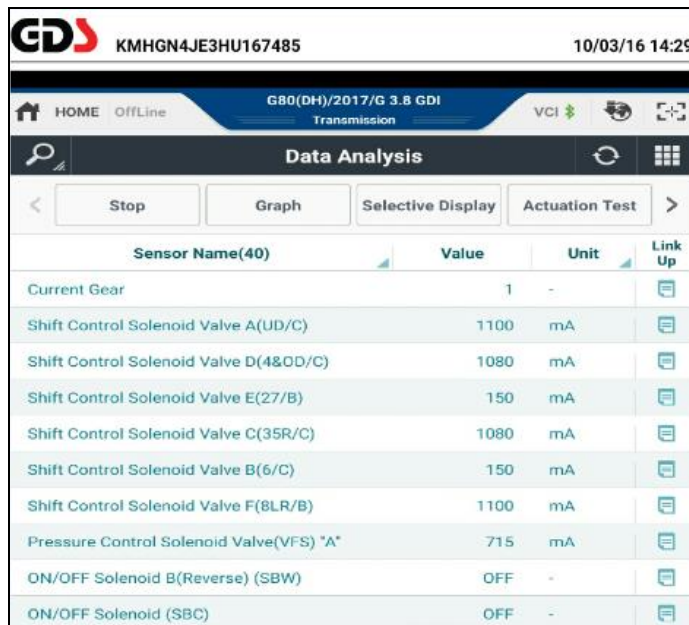 GDS KMHGN4JE3HU167485 10/03/16 14:29
HOME OffLine G80(DH)/2017/G 3.8 GDI VCI
Transmission
Data Analysis
Stop Graph Selective Display Actuation Test
Sensor Name(40) Value Unit Link Up
Current Gear 1 -
Shift Control Solenoid Valve A(UD/C) 1100 mA
Shift Control Solenoid Valve D(4&OD/C) 1080 mA
Shift Control Solenoid Valve E(27/B) 150 mA
Shift Control Solenoid Valve C(35R/C) 1080 mA
Shift Control Solenoid Valve B(6/C) 150 mA
Shift Control Solenoid Valve F(8LR/B) 1100 mA
Pressure Control Solenoid Valve(VFS) "A" 715 mA
ON/OFF Solenoid B(Reverse) (SBW) OFF -
ON/OFF Solenoid (SBC) OFF -